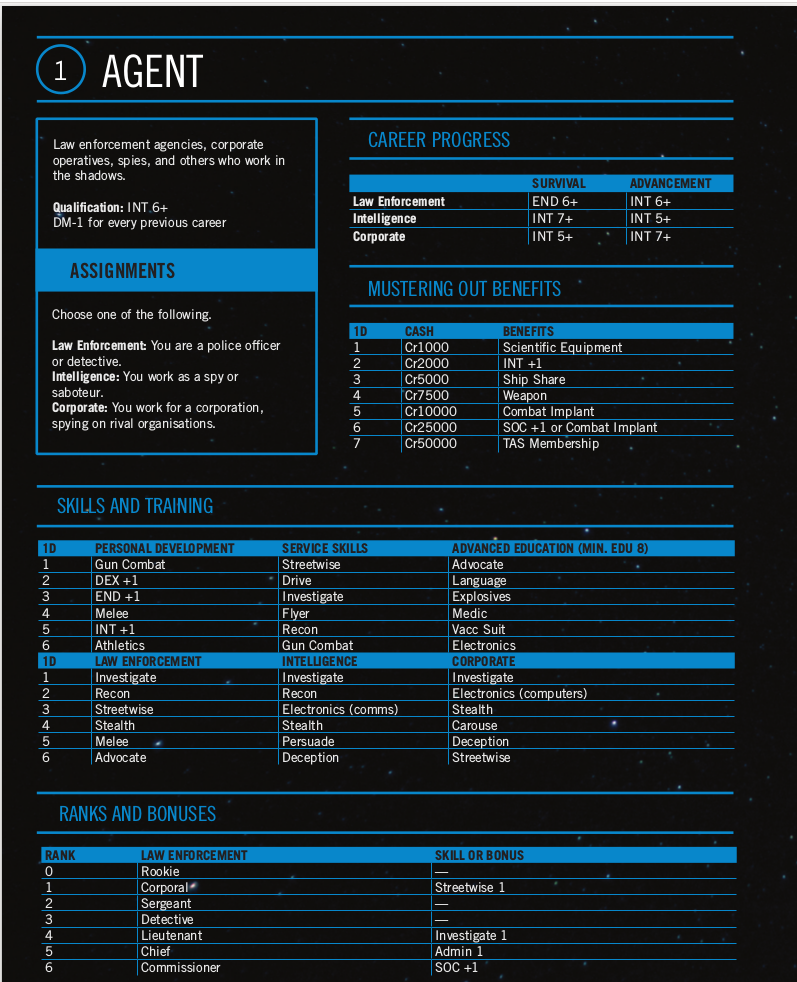 1 AGENT
Law enforcement agencies, corporate
operatives, spies, and others who work in
the shadows.
Qualification: INT 6+
DM-1 for every previous career
ASSIGNMENTS
Choose one of the following.
Law Enforcement: You are a police officer
or detective.
Intelligence: You work as a spy or
saboteur.
Corporate: You work for a corporation,
spying on rival organisations.
CAREER PROGRESS
SURVIVAL ADVANCEMENT
Law Enforcement END 6+ INT 6+
Intelligence INT 7+ INT 5+
Corporate INT 5+ INT 7+
MUSTERING OUT BENEFITS
1D CASH BENEFITS
1 Cr1000 Scientific Equipment
2 Cr2000 INT +1
3 Cr5000 Ship Share
4 Cr7500 Weapon
5 Cr10000 Combat Implant
6 Cr25000 SOC +1 or Combat Implant
7 Cr50000 TAS Membership
SKILLS AND TRAINING
1D PERSONAL DEVELOPMENT SERVICE SKILLS ADVANCED EDUCATION (MIN. EDU 8)
1 Gun Combat Streetwise Advocate
2 DEX +1 Drive Language
3 END +1 Investigate Explosives
4 Melee Flyer Medic
5 INT +1 Recon Vacc Suit
6 Athletics Gun Combat Electronics
1D LAW ENFORCEMENT INTELLIGENCE CORPORATE
1 Investigate Investigate Investigate
2 Recon Recon Electronics (computers)
3 Streetwise Electronics (comms) Stealth
4 Stealth Stealth Carouse
5 Melee Persuade Deception
6 Advocate Deception Streetwise
RANKS AND BONUSES
RANK LAW ENFORCEMENT SKILL OR BONUS
0 Rookie —
1 Corporal Streetwise 1
2 Sergeant —
3 Detective —
4 Lieutenant Investigate 1
5 Chief Admin 1
6 Commissioner SOC +1